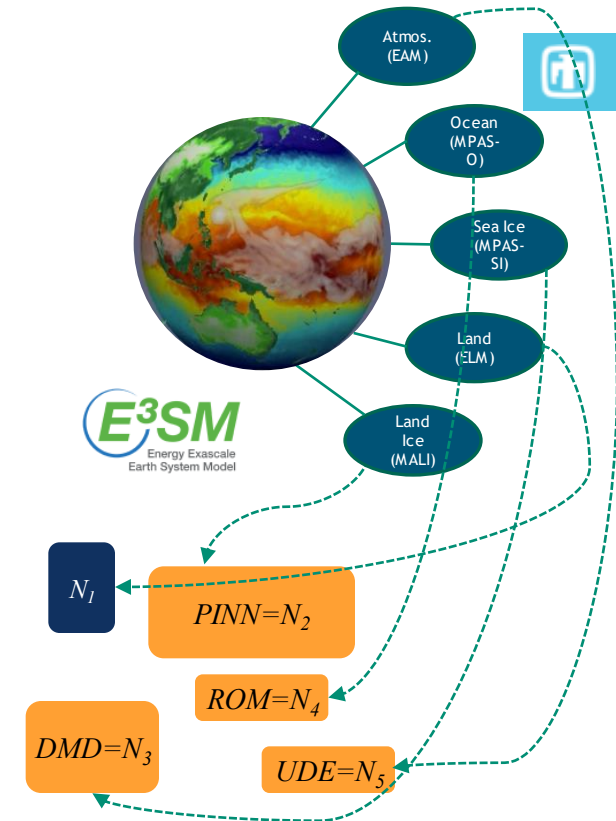 Atmos.
(EAM)
Ocean
(MPAS-
O)
Sea Ice
(MPAS-
SI)
Land
(ELM)
Land
Ice
(MALI)
E³SM
Energy Exascale
Earth System Model
N₁
PINN=N₂
ROM=N₄
DMD=N₃
UDE=N₅